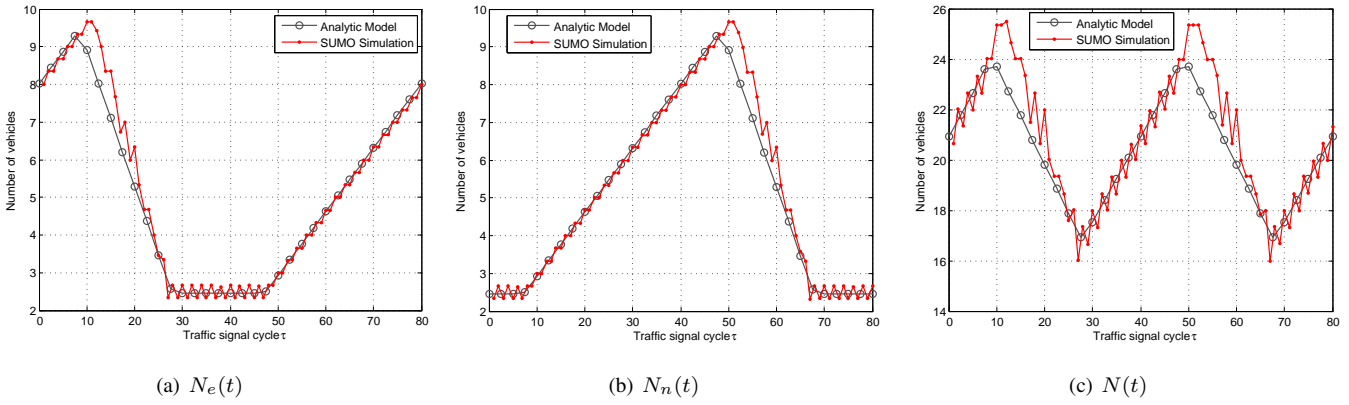 Analytic Model
SUMO Simulation
Number of vehicles
10
9
8
7
6
5
4
3
2
0 10 20 30 40 50 60 70 80
Traffic signal cycle τ
(a) Ne(t)
Analytic Model
SUMO Simulation
Number of vehicles
10
9
8
7
6
5
4
3
2
0 10 20 30 40 50 60 70 80
Traffic signal cycle τ
(b) Nn(t)
Analytic Model
SUMO Simulation
Number of vehicles
26
24
22
20
18
16
14
0 10 20 30 40 50 60 70 80
Traffic signal cycle τ
(c) N(t)